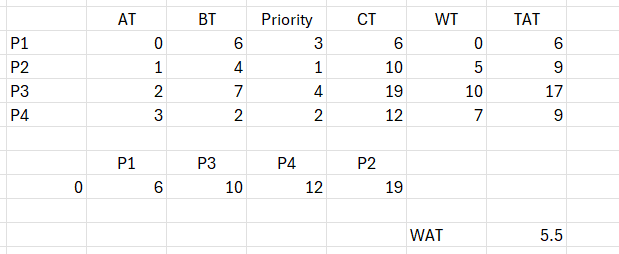 AT BT Priority CT WT TAT
P1 0 6 3 6 0 6
P2 1 4 1 10 5 9
P3 2 7 4 19 10 17
P4 3 2 2 12 7 9
P1 P3 P4 P2
0 6 10 12 19
WAT 5.5